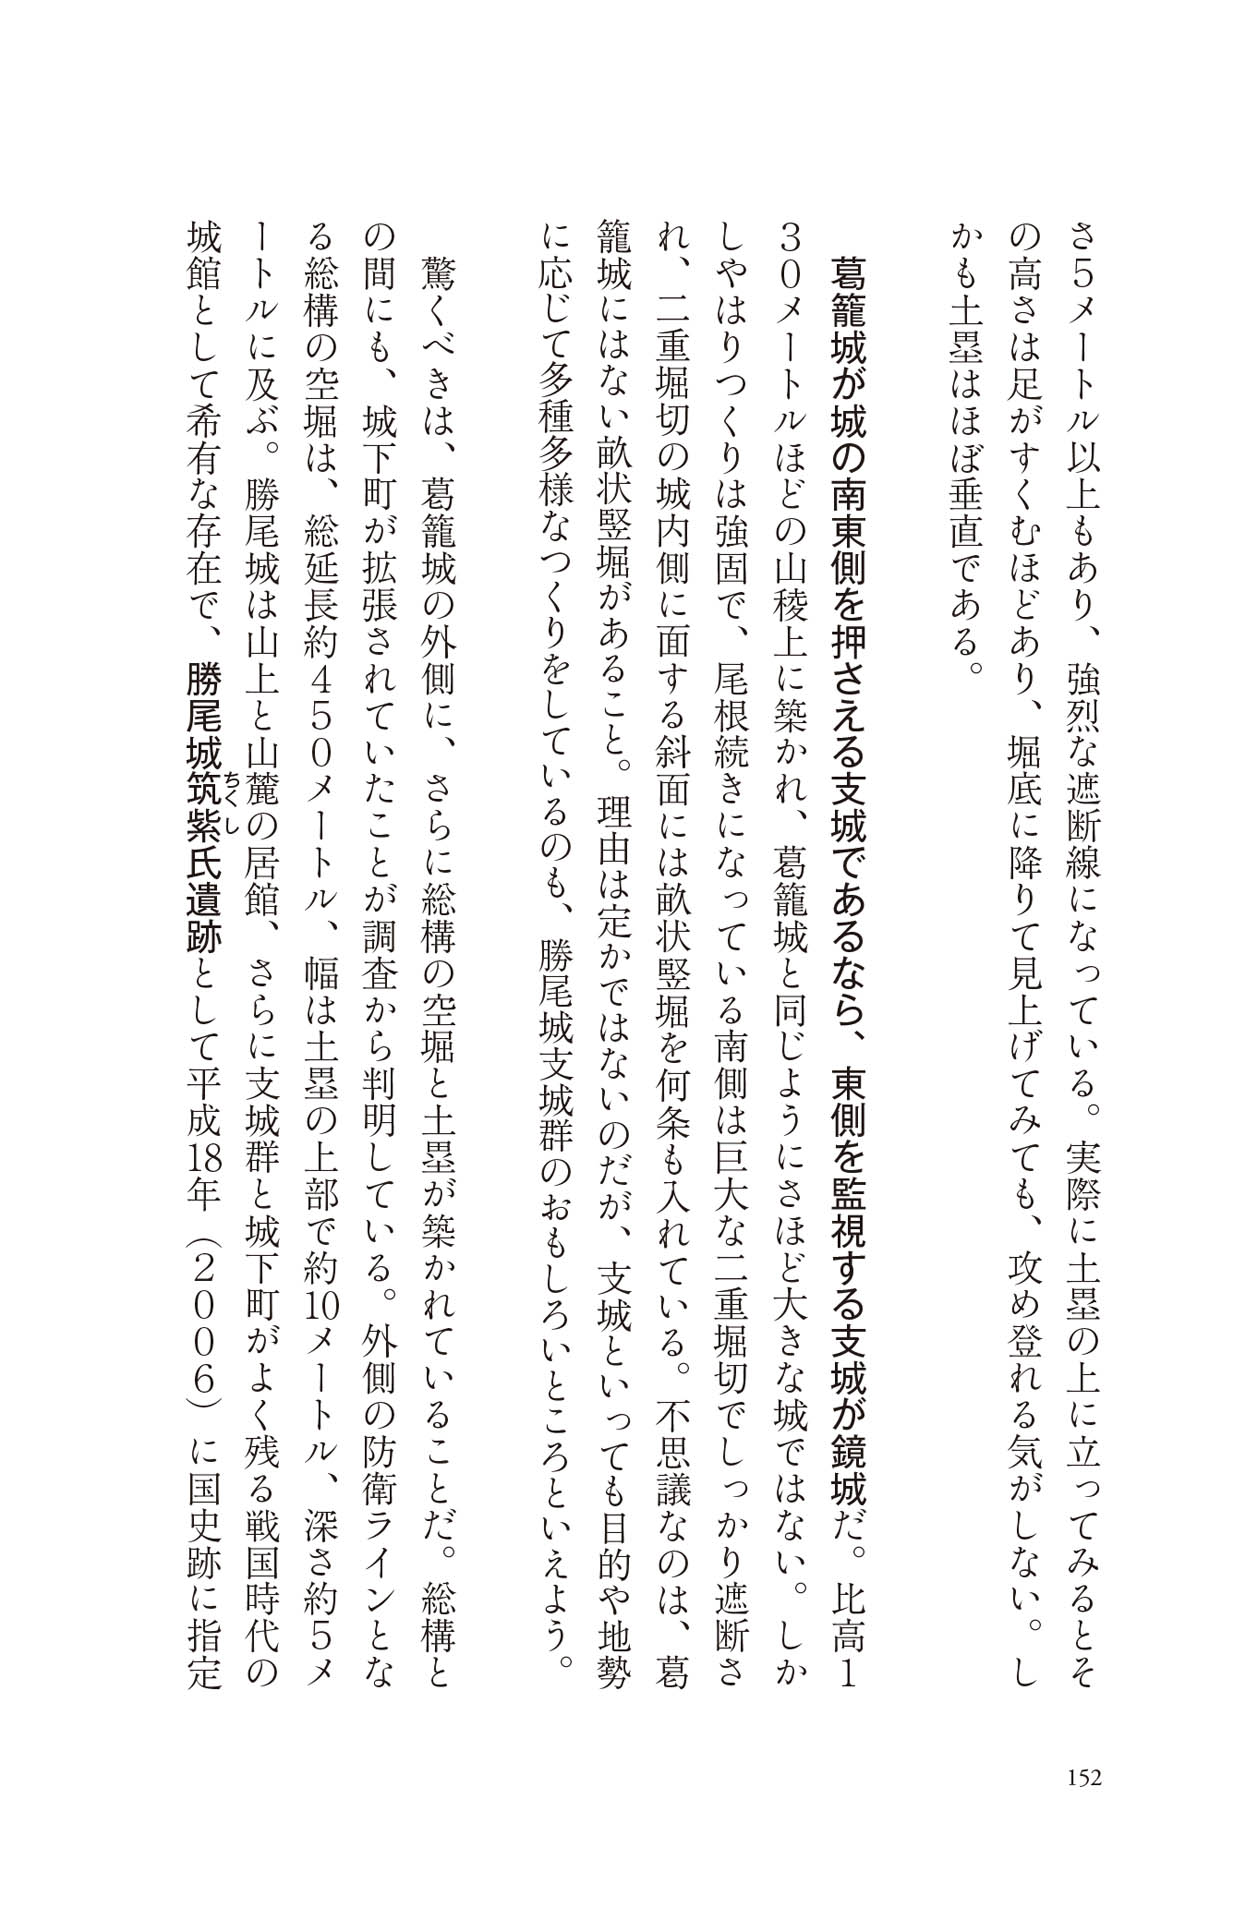 さ5メートル以上もあり、強烈な遮断線になっている。実際に土塁の上に立ってみるとそ
の高さは足がすくむほどあり、堀底に降りて見上げてみても、攻め登れる気がしない。し
かも土塁はほぼ垂直である。
葛籠城が城の南東側を押さえる支城であるなら、東側を監視する支城が鏡城だ。比高1
30メートルほどの山稜上に築かれ、葛籠城と同じようにさほど大きな城ではない。しか
しやはりつくりは強固で、尾根続きになっている南側は巨大な二重堀切でしっかり遮断さ
れ、二重堀切の城内側に面する斜面には畝状竪堀を何条も入れている。不思議なのは、葛
籠城にはない畝状竪堀があること。理由は定かではないのだが、支城といっても目的や地勢
に応じて多種多様なつくりをしているのも、勝尾城支城群のおもしろいところといえよう。
驚くべきは、葛籠城の外側に、さらに総構の空堀と土塁が築かれていることだ。総構と
の間にも、城下町が拡張されていたことが調査から判明している。外側の防衛ラインとな
る総構の空堀は、総延長約450メートル、幅は土塁の上部で約10メートル、深さ約5メ
ートルに及ぶ。勝尾城は山上と山麓の居館、さらに支城群と城下町がよく残る戦国時代の
城館として希有な存在で、勝尾城筑紫氏遺跡として平成18年（2006）に国史跡に指定
ちくし
152